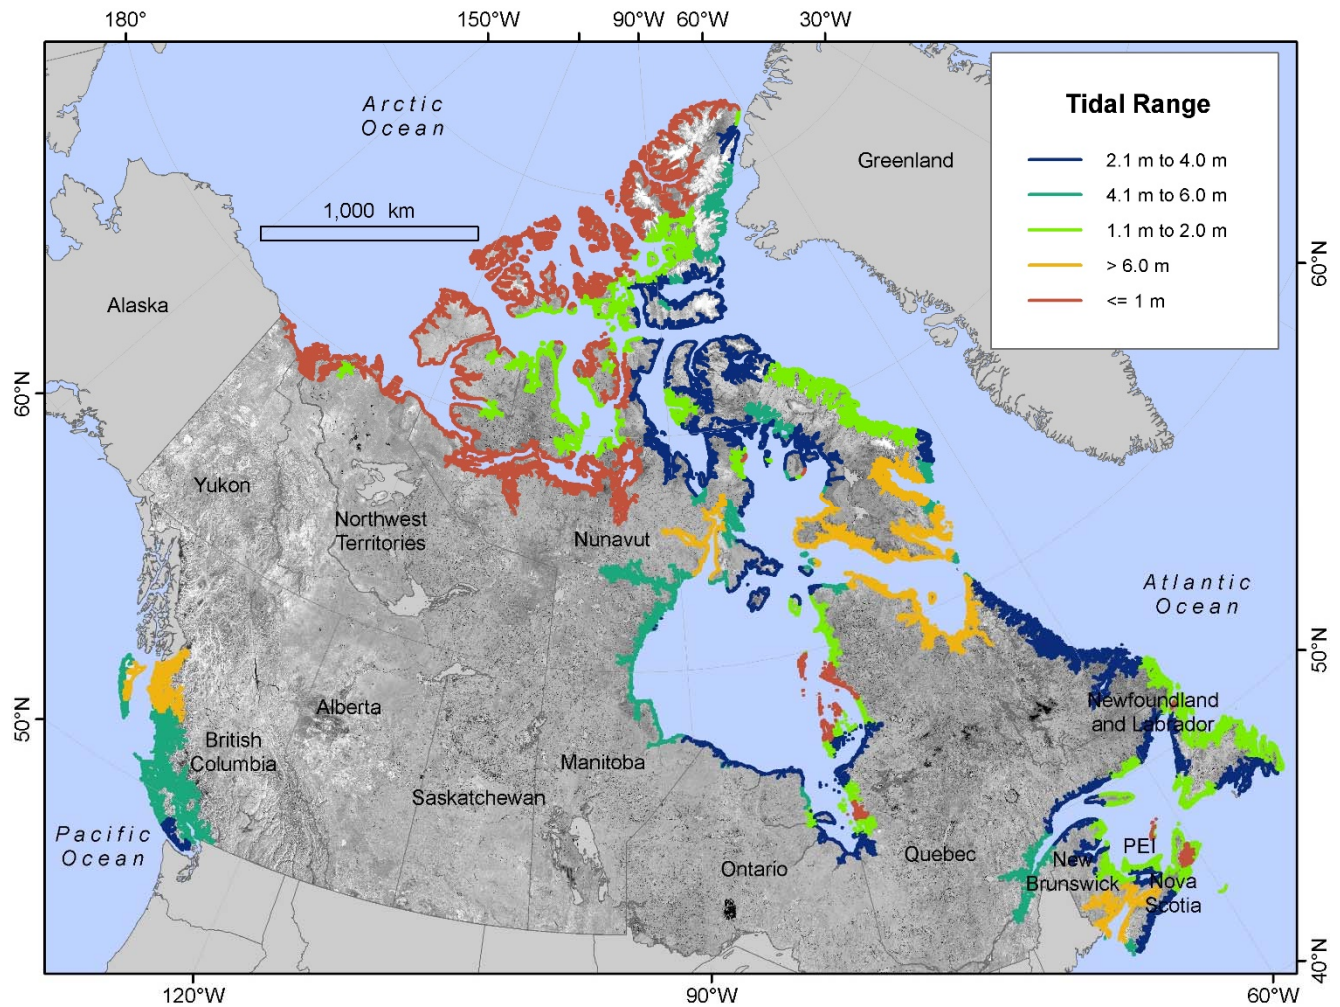 180°
150°W
90°W
60°W
30°W
Arctic
Ocean
Tidal Range
2.1 m to 4.0 m
4.1 m to 6.0 m
1.1 m to 2.0 m
> 6.0 m
<= 1 m
Greenland
1,000 km
Alaska
60°N
60°N
Yukon
Northwest
Territories
Nunavut
Atlantic
Ocean
50°N
50°N
Alberta
British
Columbia
Newfoundland
and Labrador
Manitoba
Saskatchewan
Pacific
Ocean
Ontario
Quebec
PEI
New
Brunswick
Nova
Scotia
40°N
120°W
90°W
60°W